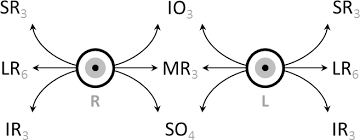 SR₃ IO₃ SR₃
LR₆ MR₃ LR₆
R L
IR₃ SO₄ IR₃